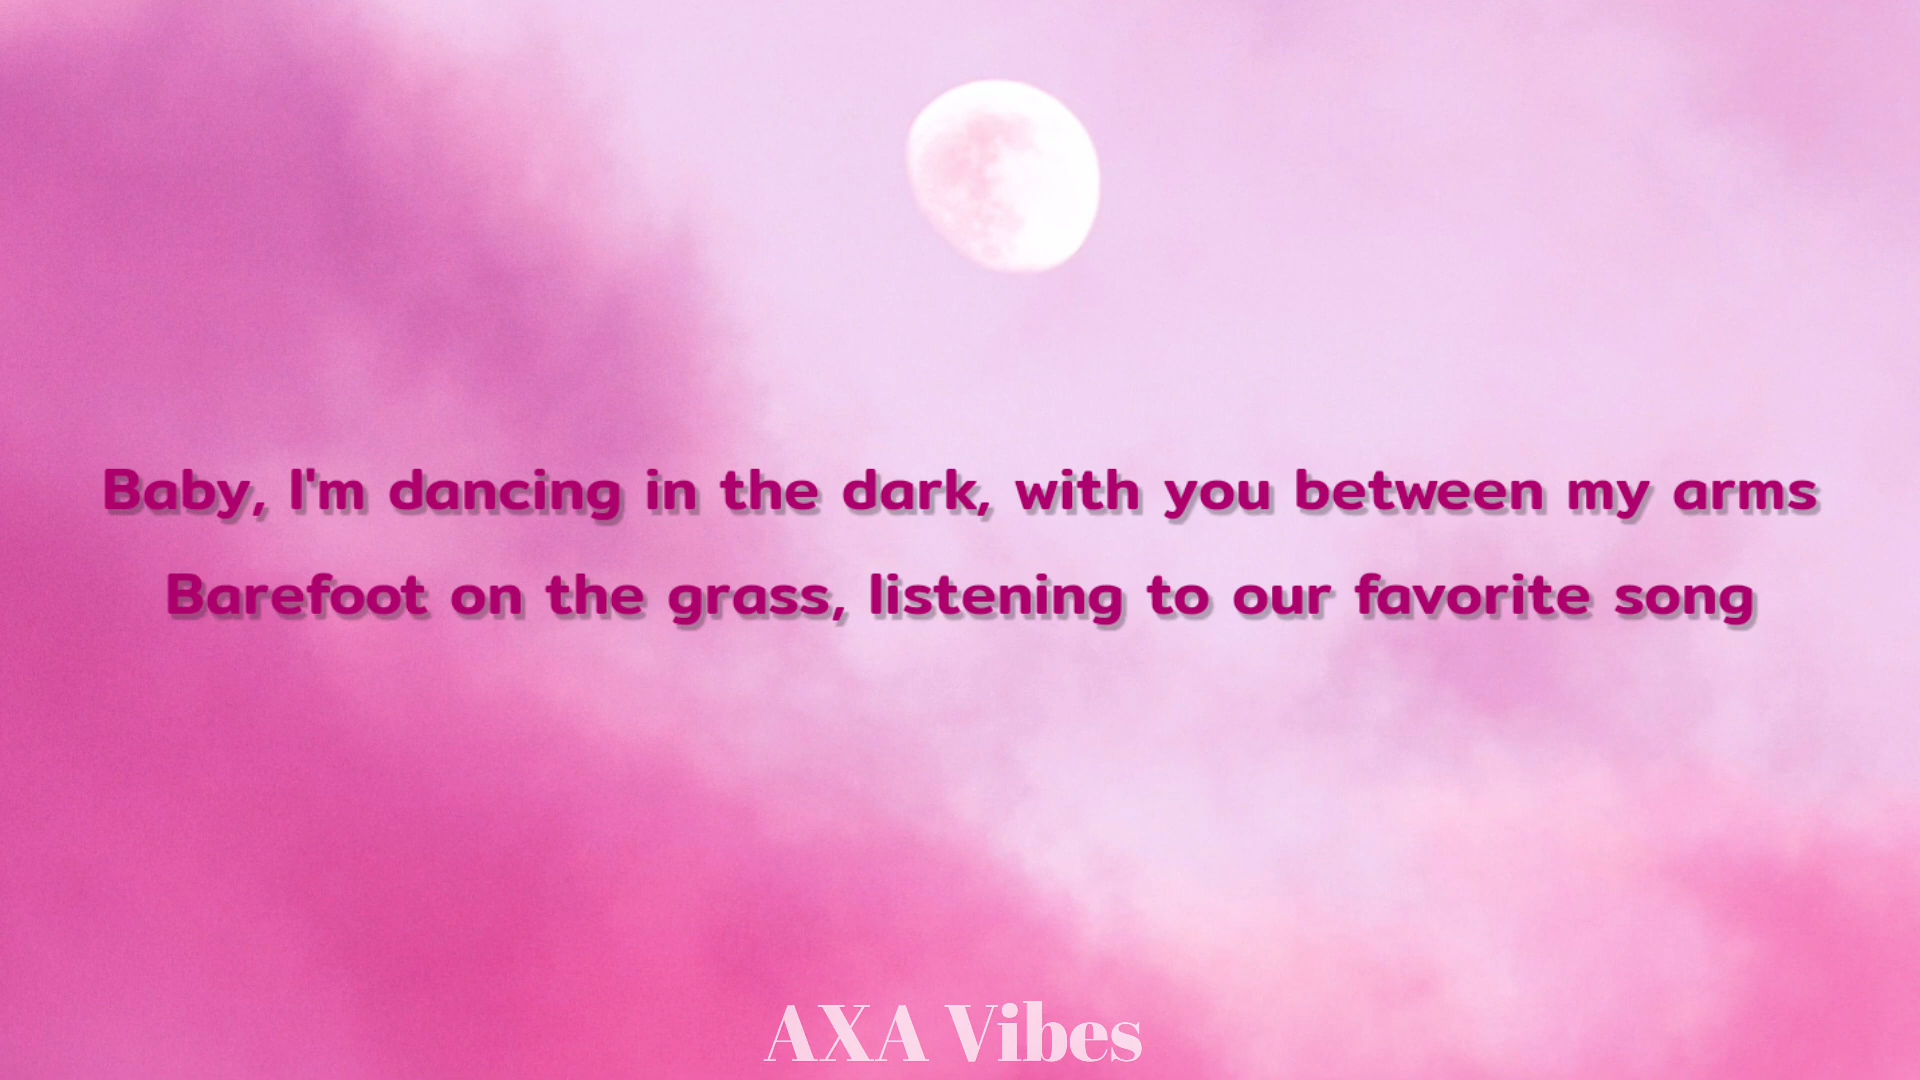 Baby, I'm dancing in the dark, with you between my arms
Barefoot on the grass, listening to our favorite song
AXA Vibes